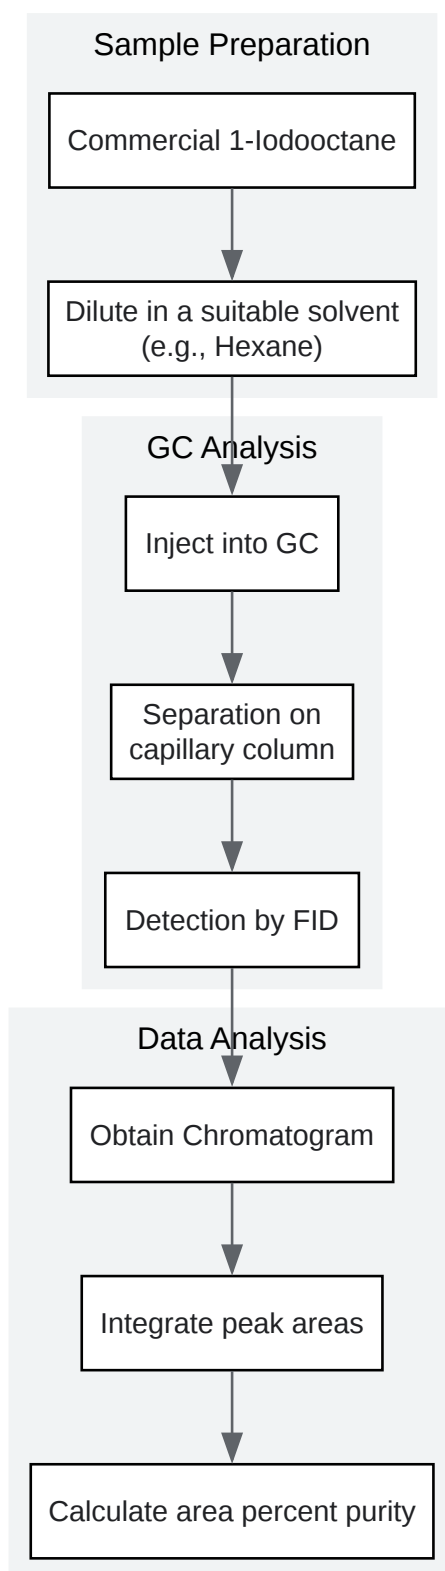 Sample Preparation
Commercial 1-Iodooctane
Dilute in a suitable solvent
(e.g., Hexane)
GC Analysis
Inject into GC
Separation on
capillary column
Detection by FID
Data Analysis
Obtain Chromatogram
Integrate peak areas
Calculate area percent purity